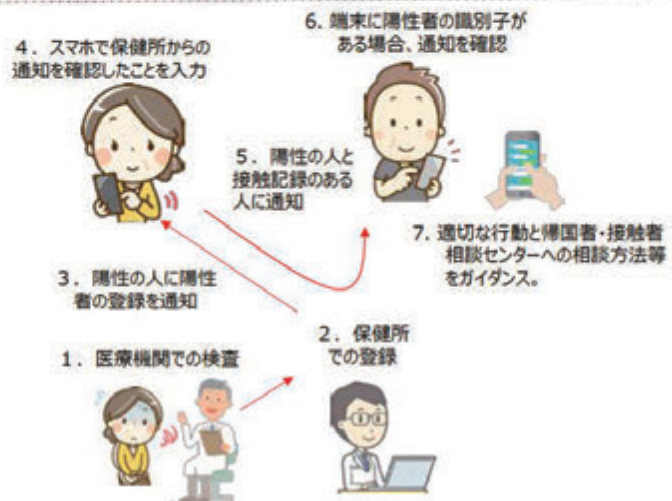 1．医療機関での検査
2．保健所
での登録
3．陽性の人に陽性
者の登録を通知
4．スマホで保健所からの
通知を確認したことを入力
5．陽性の人と
接触記録のある
人に通知
6．端末に陽性者の識別子が
ある場合、通知を確認
7．適切な行動と帰国者・接触者
相談センターへの相談方法等
をガイダンス。